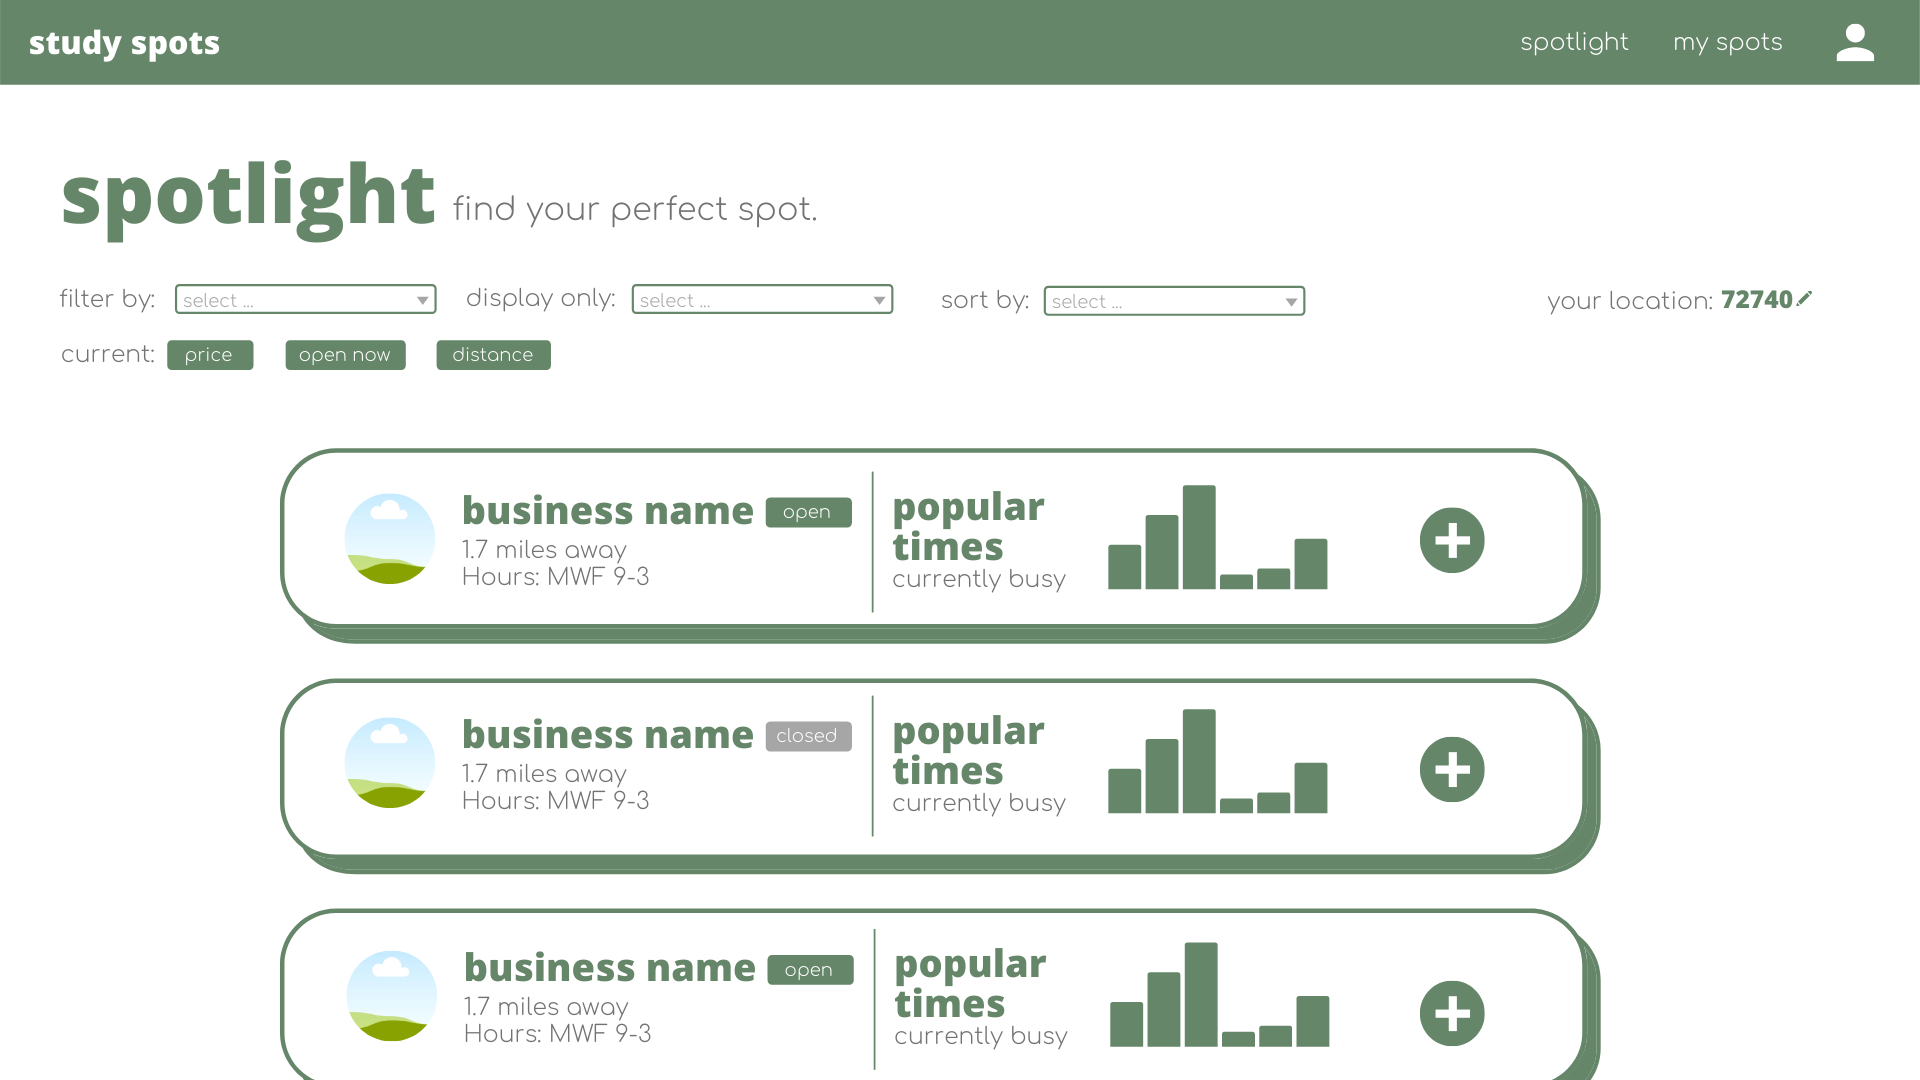 study spots
spotlight
my spots
spotlight find your perfect spot.
filter by: select ...
display only: select ...
sort by: select ...
your location: 72740
current: price open now distance
business name open
1.7 miles away
Hours: MWF 9-3
popular
times
currently busy
business name closed
1.7 miles away
Hours: MWF 9-3
popular
times
currently busy
business name open
1.7 miles away
Hours: MWF 9-3
popular
times
currently busy